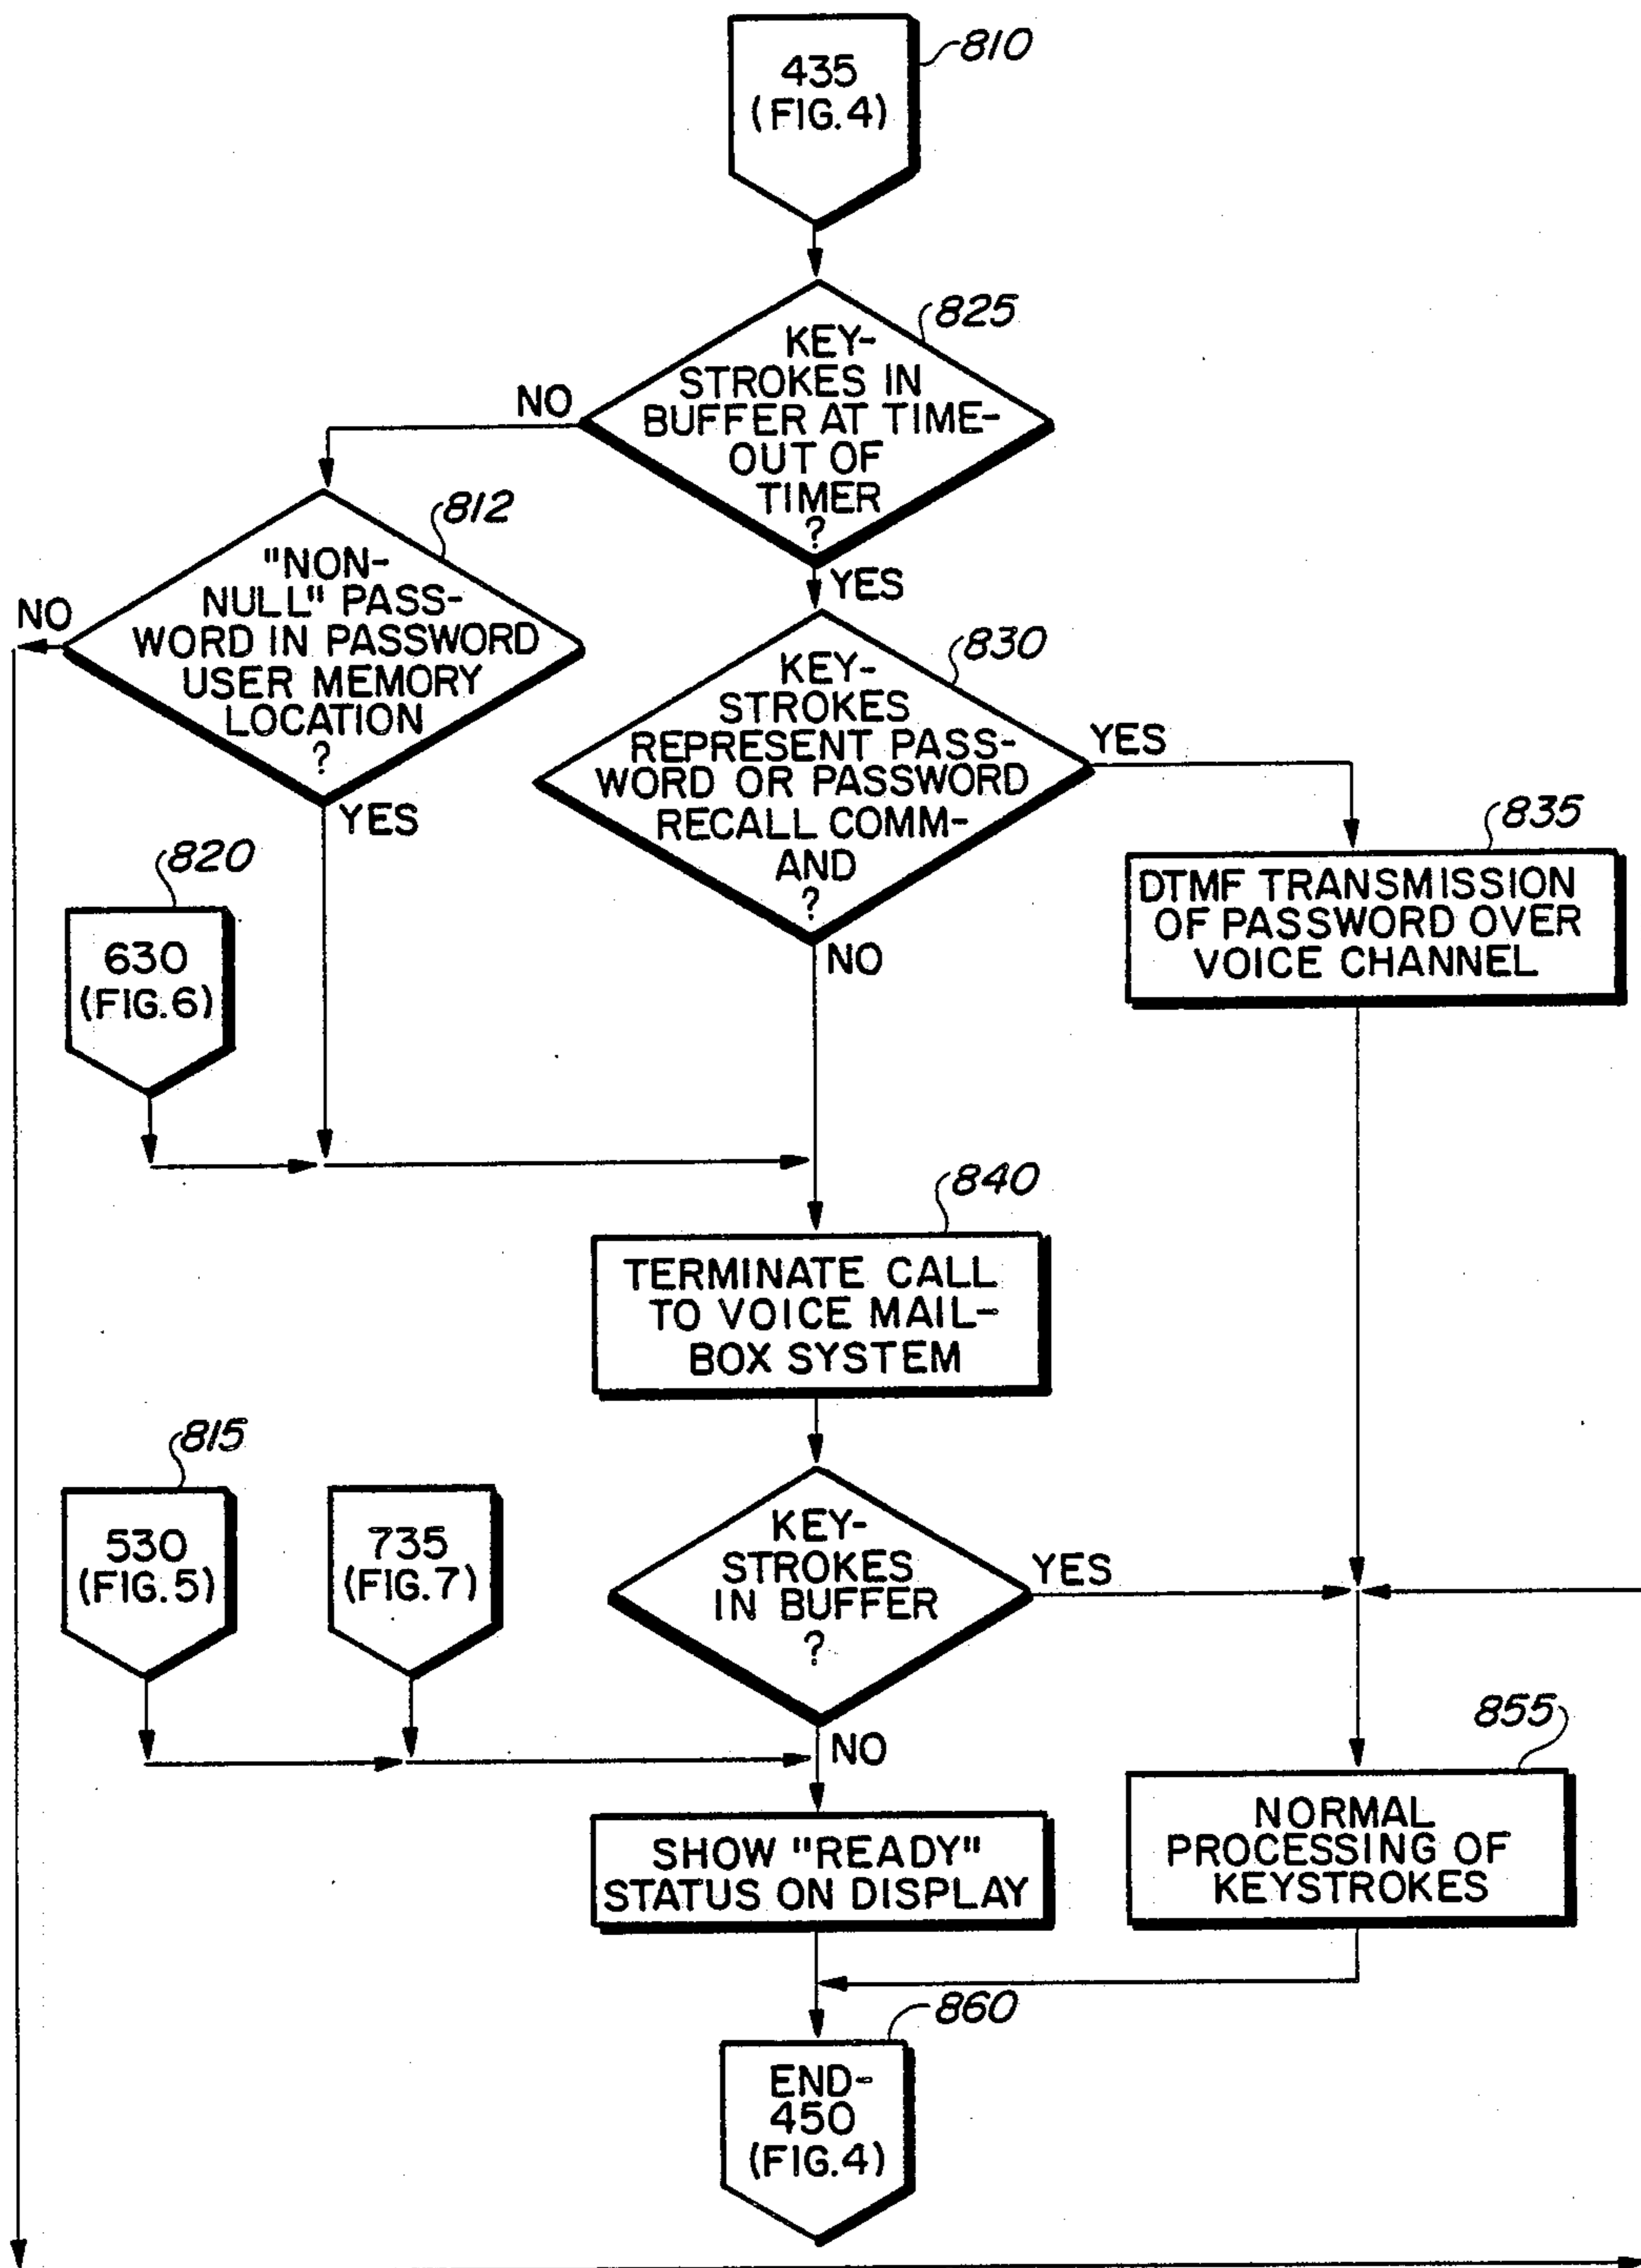 435
(FIG.4)
810
KEY-
STROKES IN
BUFFER AT TIME-
OUT OF
TIMER
?
825
NO
YES
"NON-
NULL" PASS-
WORD IN PASSWORD
USER MEMORY
LOCATION
?
812
NO
YES
KEY-
STROKES
REPRESENT PASS-
WORD OR PASSWORD
RECALL COMM-
AND
?
830
YES
NO
835
DTMF TRANSMISSION
OF PASSWORD OVER
VOICE CHANNEL
820
630
(FIG.6)
840
TERMINATE CALL
TO VOICE MAIL-
BOX SYSTEM
815
530
(FIG.5)
735
(FIG.7)
KEY-
STROKES
IN BUFFER
?
YES
NO
855
NORMAL
PROCESSING OF
KEYSTROKES
SHOW "READY"
STATUS ON DISPLAY
860
END-
450
(FIG.4)